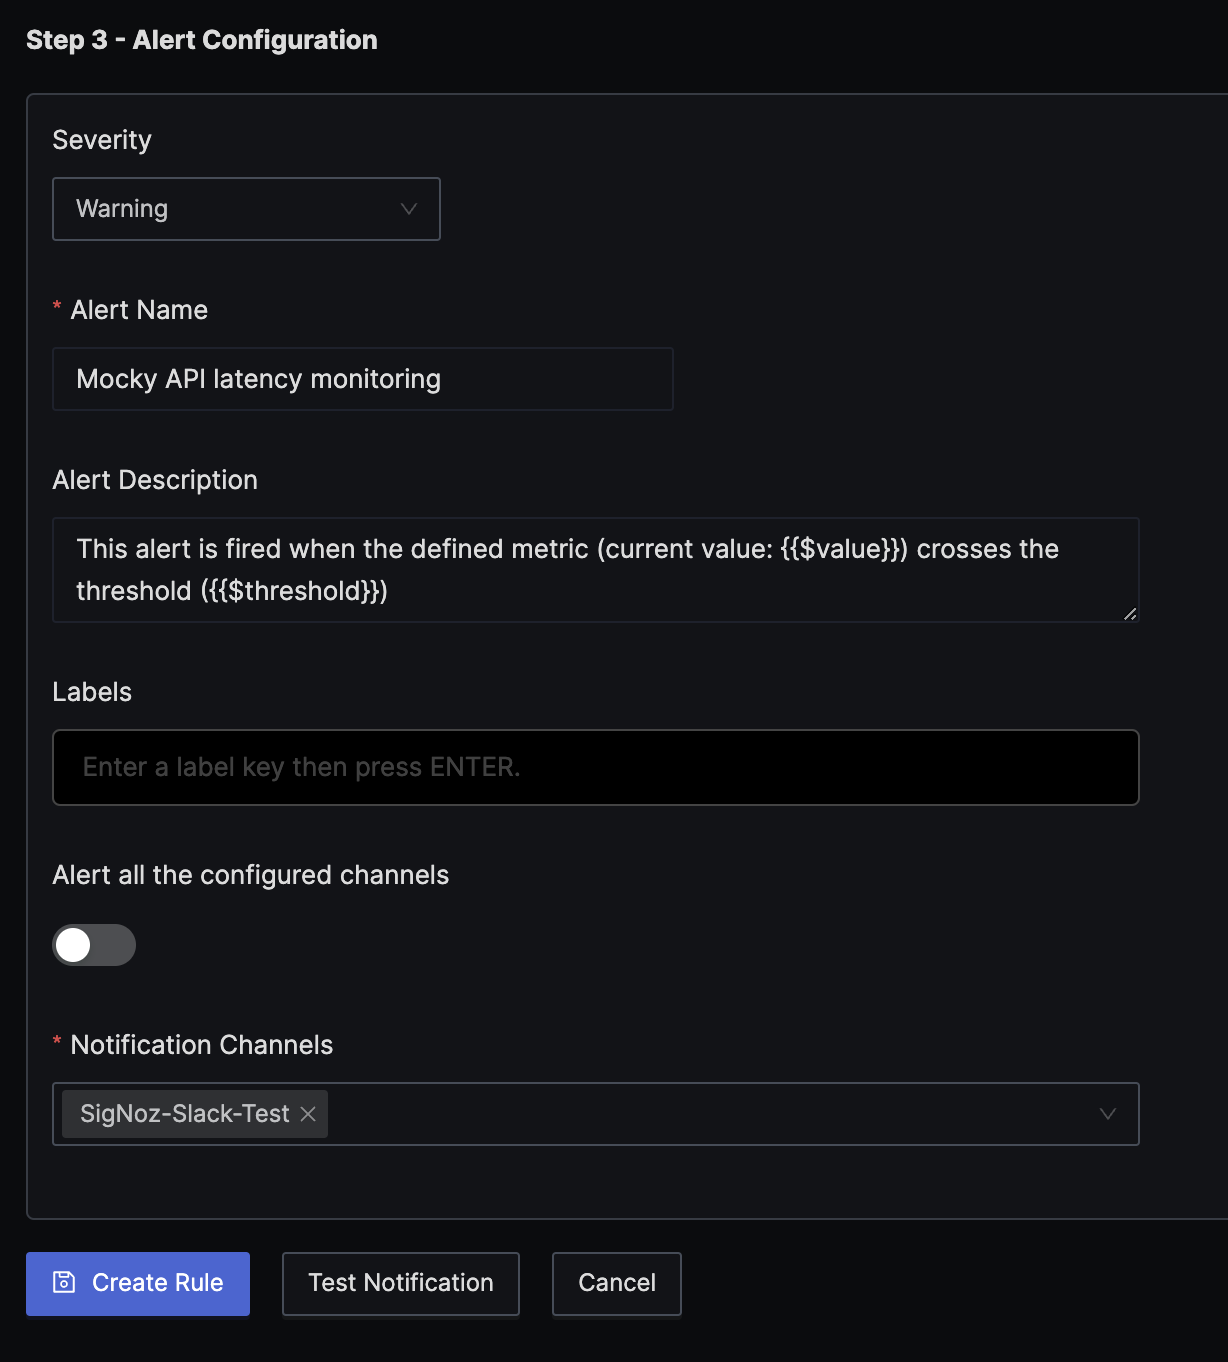 Step 3 - Alert Configuration
Severity
Warning
* Alert Name
Mocky API latency monitoring
Alert Description
This alert is fired when the defined metric (current value: {{$value}}) crosses the
threshold ({{$threshold}})
Labels
Enter a label key then press ENTER.
Alert all the configured channels
* Notification Channels
SigNoz-Slack-Test
Create Rule
Test Notification
Cancel